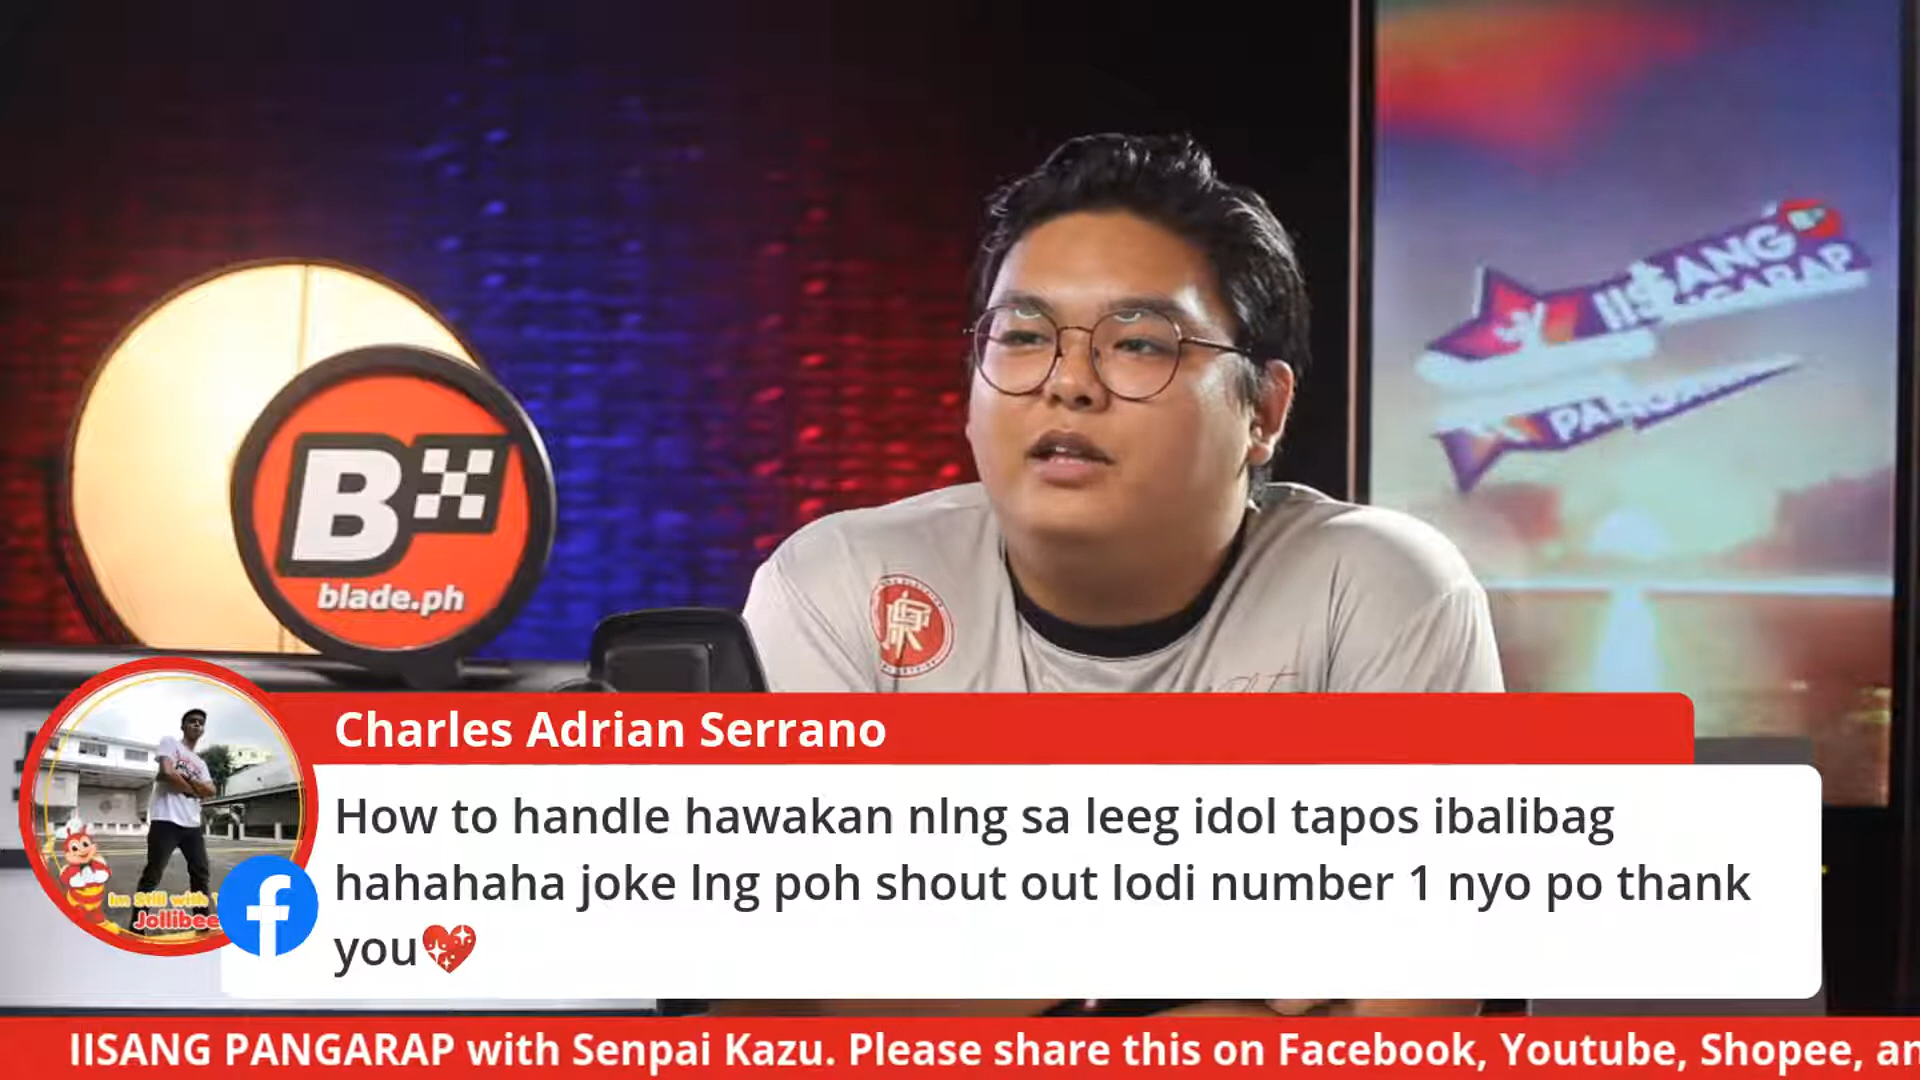 IISANG
PANGARAP
B
blade.ph
Charles Adrian Serrano
How to handle hawakan nlng sa leeg idol tapos ibalibag
hahahaha joke lng poh shout out lodi number 1 nyo po thank
you💖
Jollibee
IISANG PANGARAP with Senpai Kazu. Please share this on Facebook, Youtube, Shopee, an